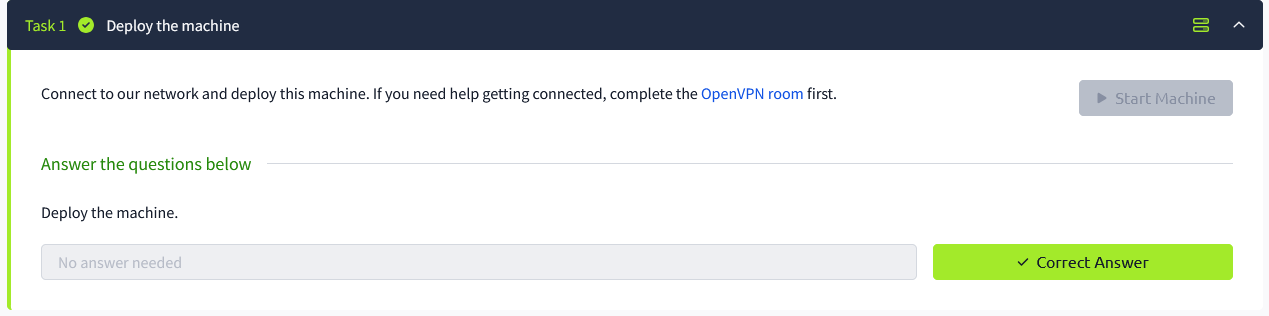 Task 1 Deploy the machine
Connect to our network and deploy this machine. If you need help getting connected, complete the OpenVPN room first.
Start Machine
Answer the questions below
Deploy the machine.
No answer needed
Correct Answer